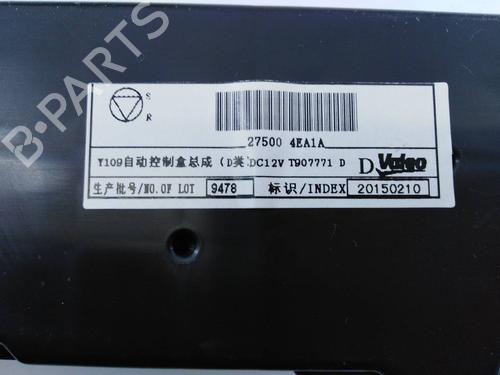 S
R
27500 4EA1A
Y109自动控制盒总成 (D类)DC12V T907771 D
D Valeo
生产批号/NO.OF LOT 9478 标识/INDEX 20150210
B-PARTS